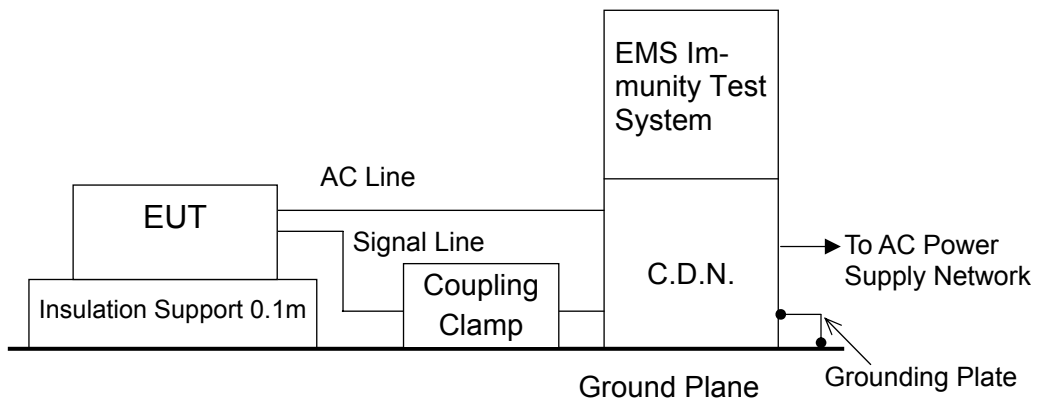 EMS Im-
munity Test
System
AC Line
EUT
Signal Line
To AC Power
Supply Network
C.D.N.
Coupling
Clamp
Insulation Support 0.1m
Grounding Plate
Ground Plane